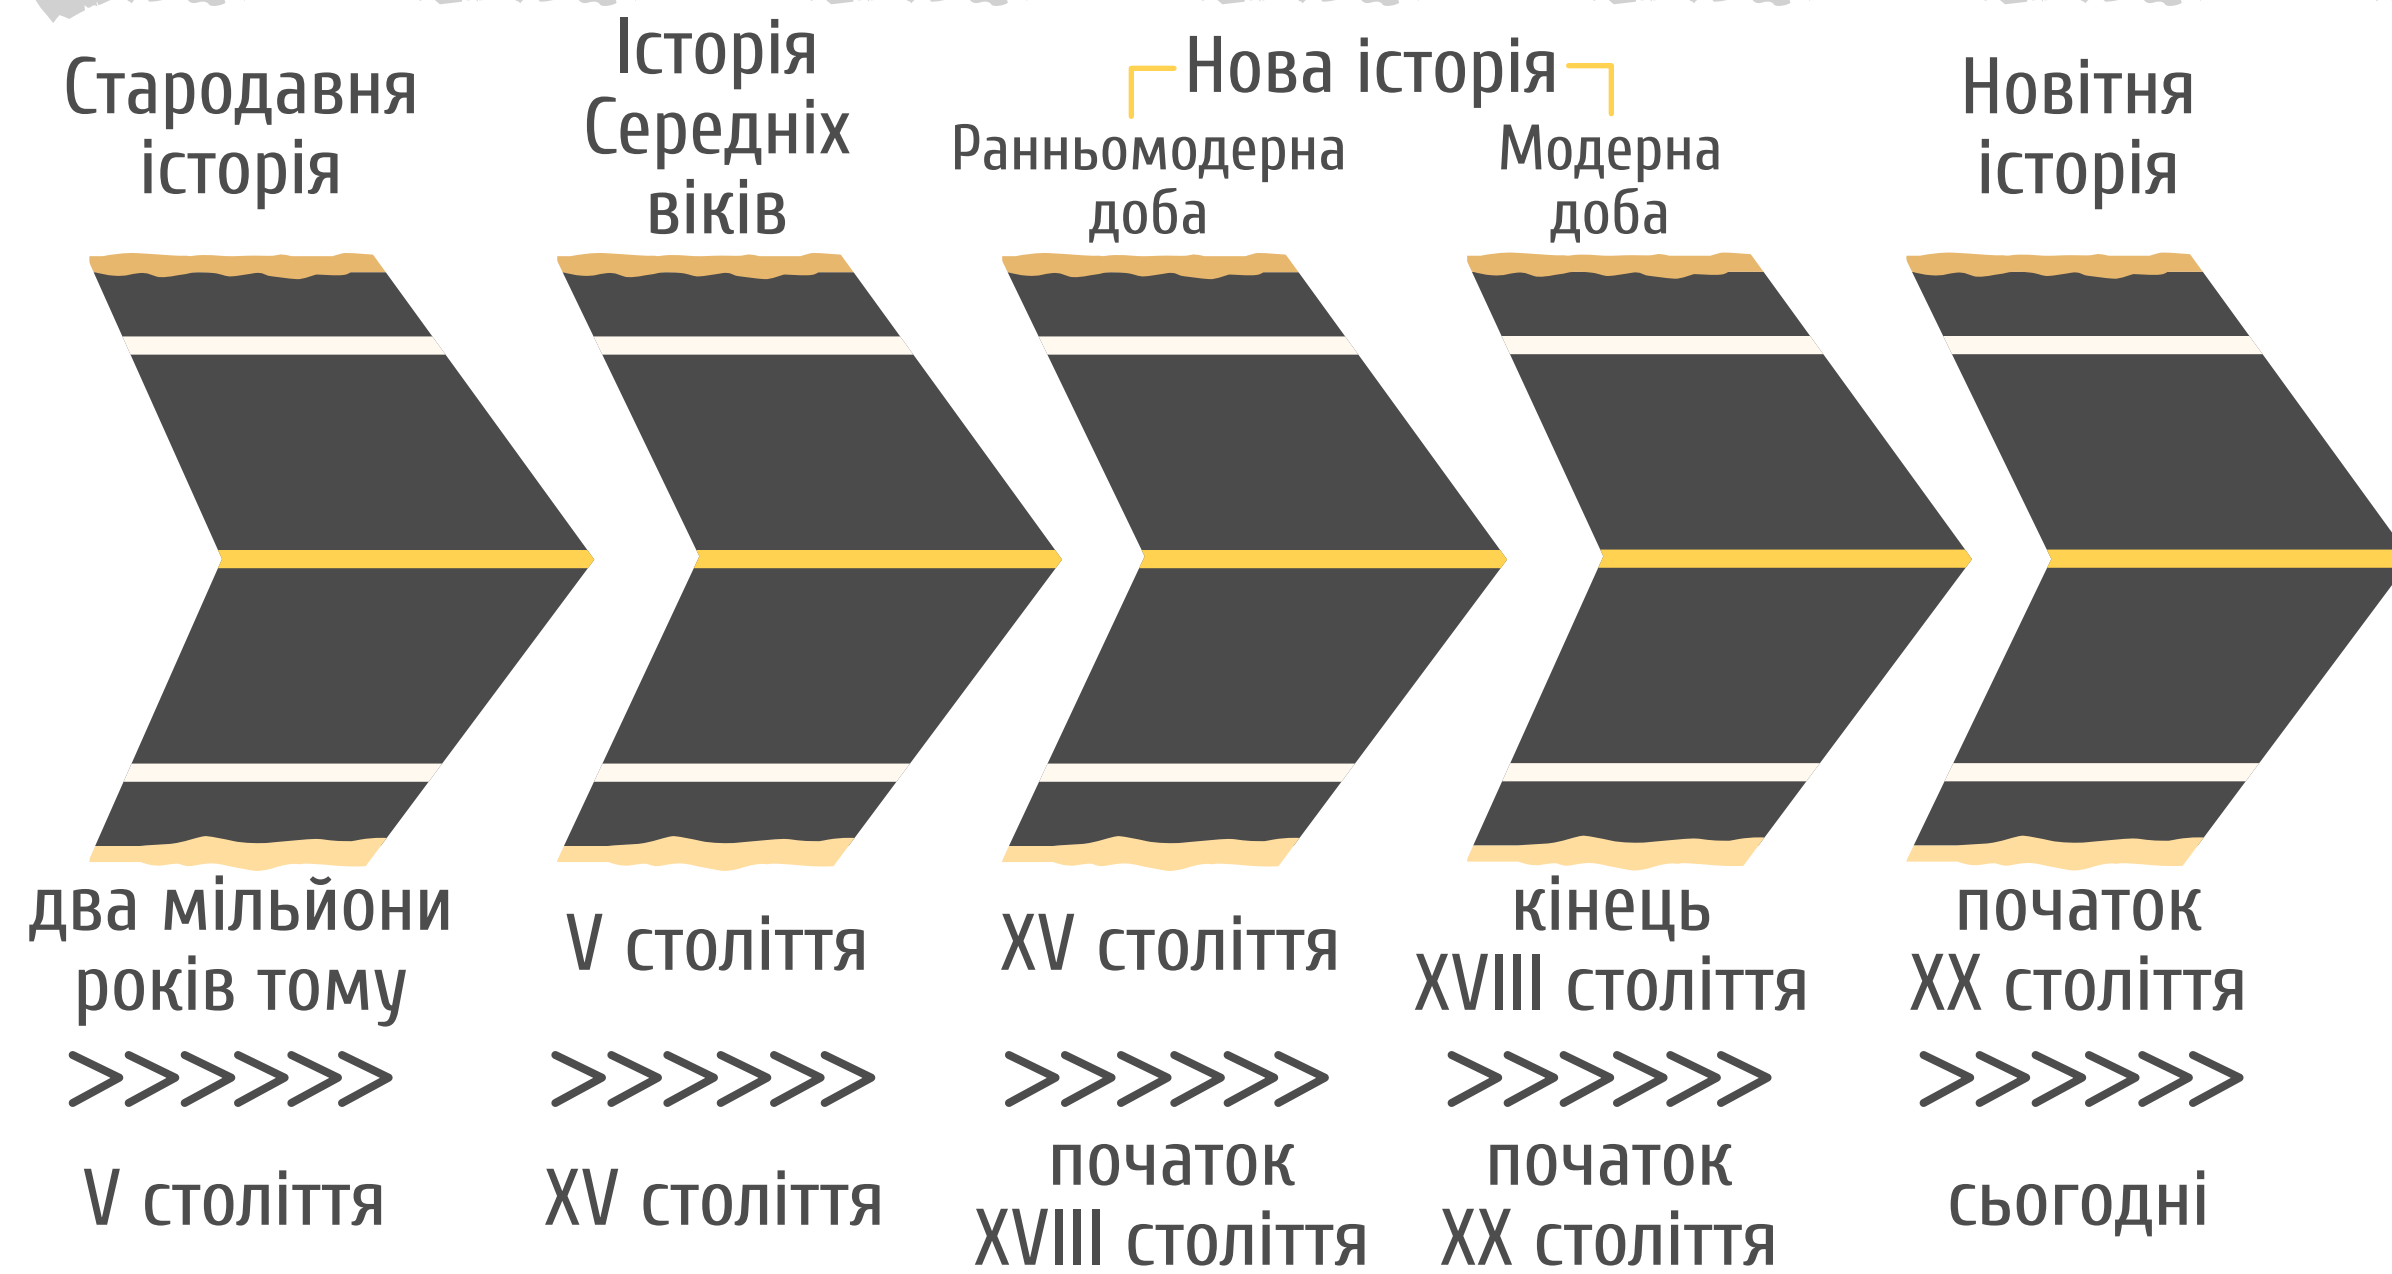 Стародавня
історія
Історія
Середніх
віків
Нова історія
Ранньомодерна
доба
Модерна
доба
Новітня
історія
два мільйони
років тому
V століття
XV століття
кінець
XVIII століття
початок
XX століття
V століття
XV століття
початок
XVIII століття
початок
XX століття
сьогодні